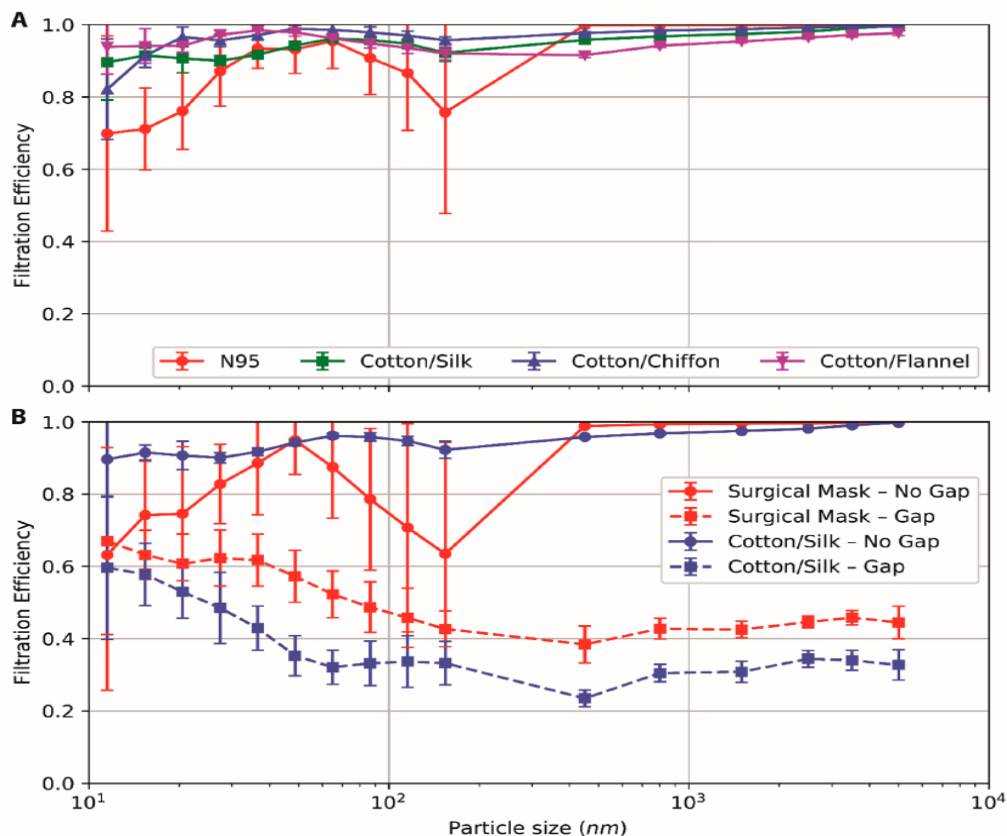 A
1.0
0.8
0.6
0.4
0.2
0.0
Filtration Efficiency
N95
Cotton/Silk
Cotton/Chiffon
Cotton/Flannel
B
1.0
0.8
0.6
0.4
0.2
0.0
Filtration Efficiency
Surgical Mask – No Gap
Surgical Mask – Gap
Cotton/Silk – No Gap
Cotton/Silk – Gap
10¹
10²
10³
10⁴
Particle size (nm)